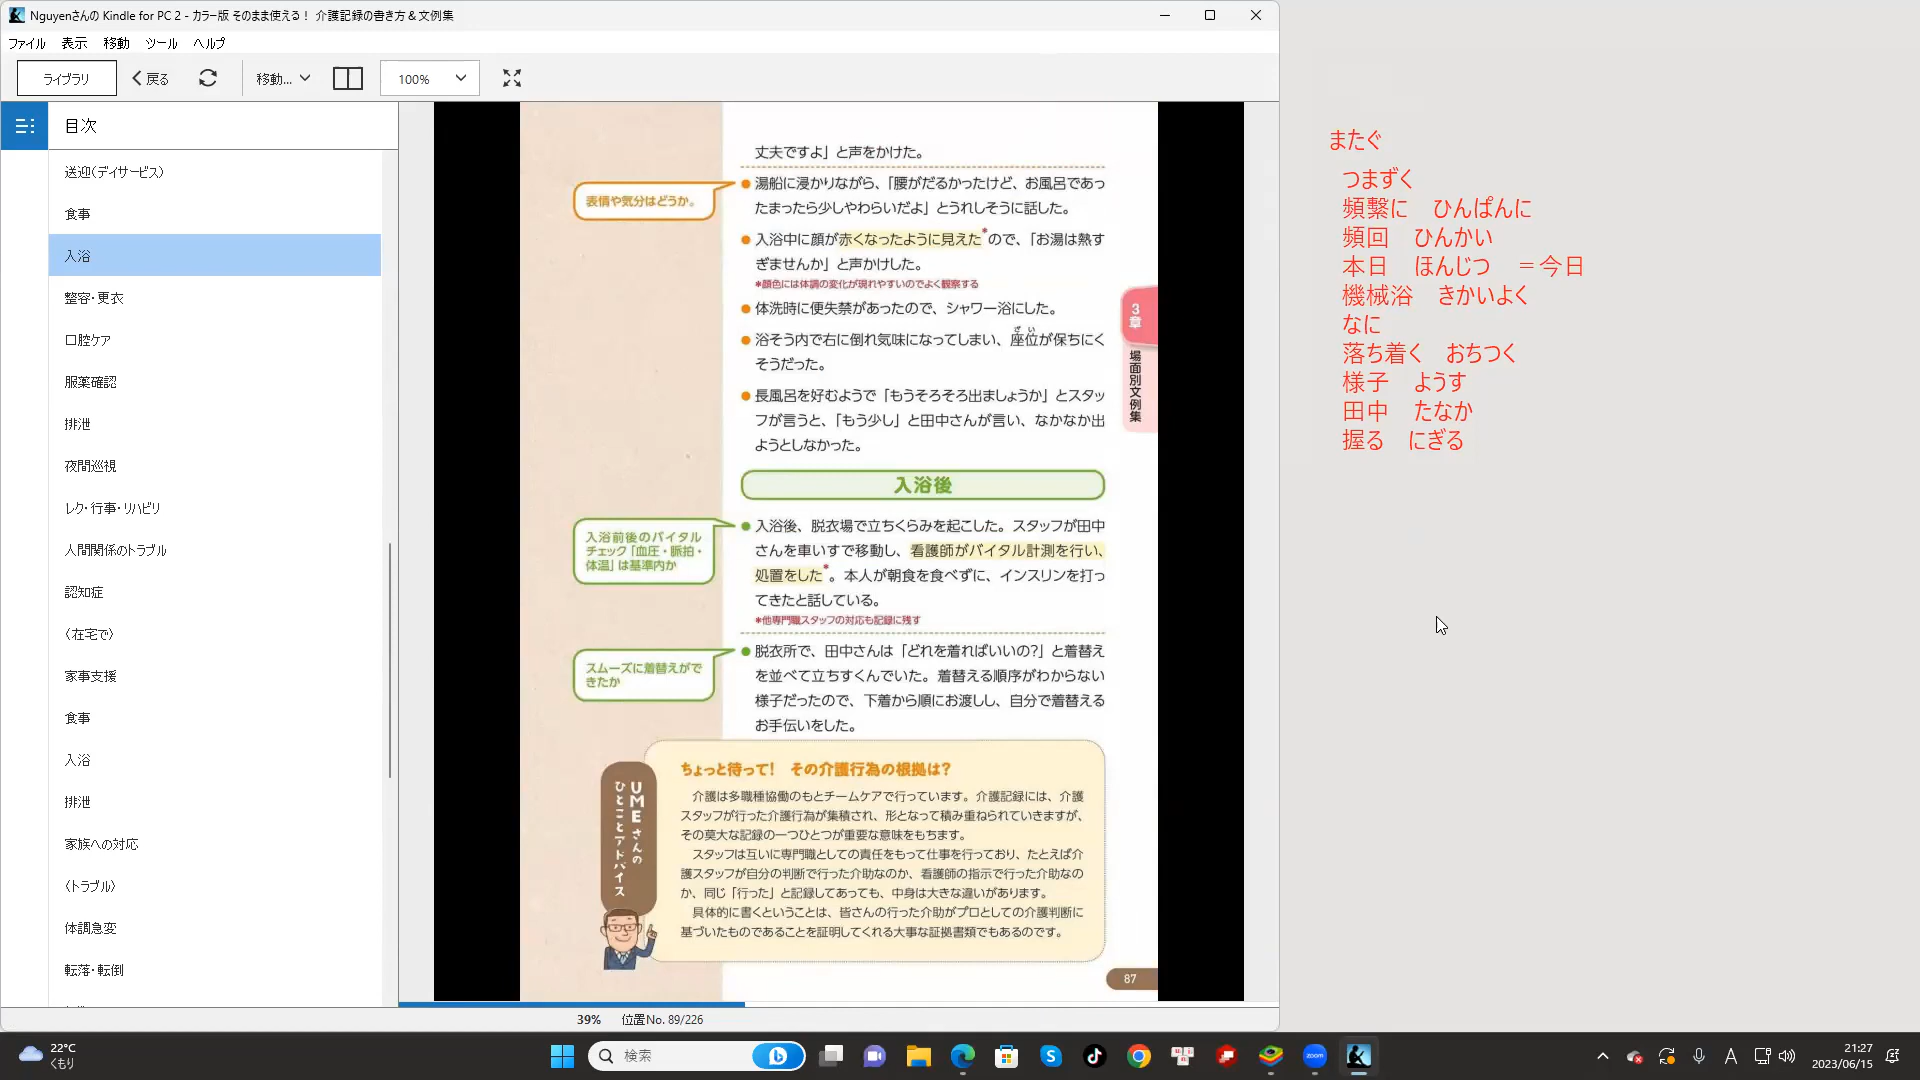 NguyenさんのKindle for PC 2 - カラー版 そのまま使える！ 介護記録の書き方＆文例集
ファイル 表示 移動 ツール ヘルプ
ライブラリ 戻る 移動... 100%
目次
送迎(デイサービス)
食事
入浴
整容・更衣
口腔ケア
服薬確認
排泄
夜間巡視
レク・行事・リハビリ
人間関係のトラブル
認知症
〈在宅で〉
家事支援
食事
入浴
排泄
家族への対応
〈トラブル〉
体調急変
転落・転倒
丈夫ですよ」と声をかけた。
表情や気分はどうか。
●湯船に浸かりながら、「腰がだるかったけど、お風呂であっ
たまったら少しやわらいだよ」とうれしそうに話した。
●入浴中に顔が赤くなったように見えた*ので、「お湯は熱す
ぎませんか」と声かけした。
*顔色には体調の変化が現れやすいのでよく観察する
●体洗時に便失禁があったので、シャワー浴にした。
ざい
●浴そう内で右に倒れ気味になってしまい、座位が保ちにく
そうだった。
●長風呂を好むようで「もうそろそろ出ましょうか」とスタッ
フが言うと、「もう少し」と田中さんが言い、なかなか出
ようとしなかった。
3章
場面別文例集
入浴後
入浴前後のバイタル
チェック「血圧・脈拍・
体温」は基準内か
●入浴後、脱衣場で立ちくらみを起こした。スタッフが田中
さんを車いすで移動し、看護師がバイタル計測を行い、
処置をした*。本人が朝食を食べずに、インスリンを打っ
てきたと話している。
*他専門職スタッフの対応も記録に残す
スムーズに着替えがで
きたか
●脱衣所で、田中さんは「どれを着ればいいの?」と着替え
を並べて立ちすくんでいた。着替える順序がわからない
様子だったので、下着から順にお渡しし、自分で着替える
お手伝いをした。
UMEさんの
ひとことアドバイス
ちょっと待って！ その介護行為の根拠は？
介護は多職種協働のもとチームケアで行っています。介護記録には、介護
スタッフが行った介護行為が集積され、形となって積み重ねられていきますが、
その莫大な記録の一つひとつが重要な意味をもちます。
スタッフは互いに専門職としての責任をもって仕事を行っており、たとえば介
護スタッフが自分の判断で行った介助なのか、看護師の指示で行った介助なの
か、同じ「行った」と記録してあっても、中身は大きな違いがあります。
具体的に書くということは、皆さんの行った介助がプロとしての介護判断に
基づいたものであることを証明してくれる大事な証拠書類でもあるのです。
87
39% 位置No. 89/226
またぐ
つまずく
頻繫に ひんぱんに
頻回 ひんかい
本日 ほんじつ ＝今日
機械浴 きかいよく
なに
落ち着く おちつく
様子 ようす
田中 たなか
握る にぎる
22°C
くもり
検索
zoom
A
21:27
2023/06/15